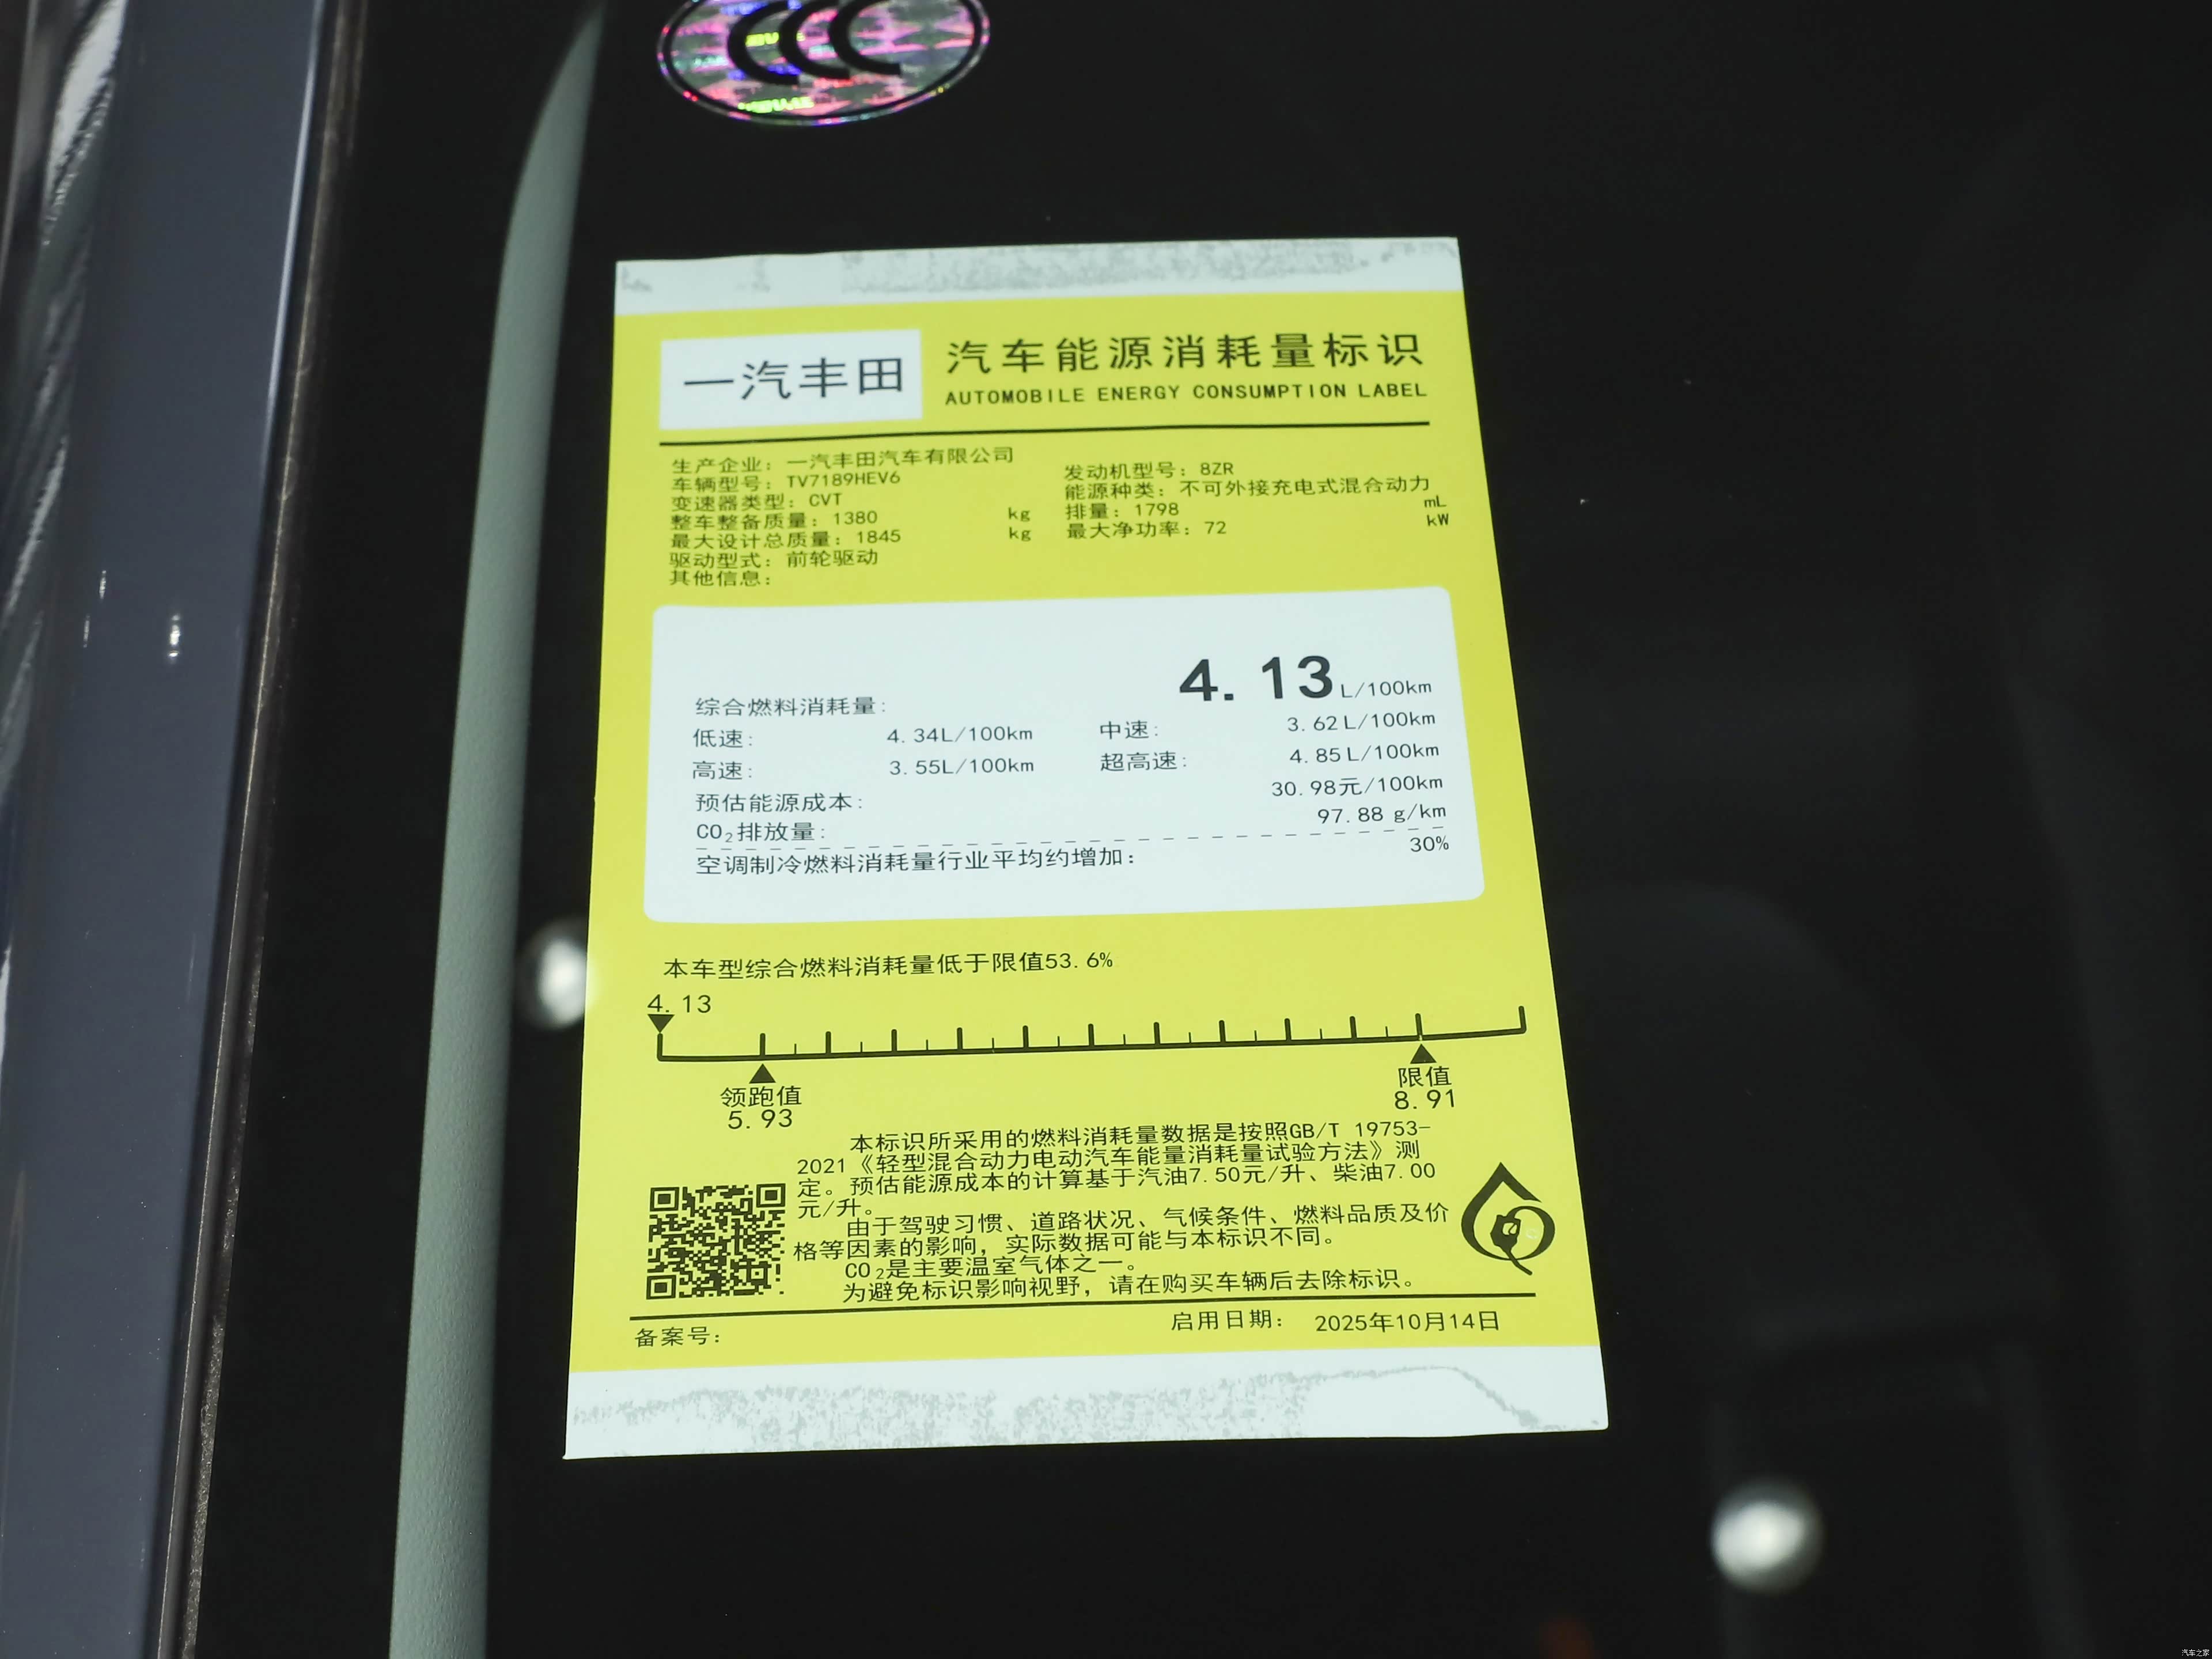 CCC
一汽丰田 汽车能源消耗量标识
AUTOMOBILE ENERGY CONSUMPTION LABEL
生产企业：一汽丰田汽车有限公司
车辆型号：TV7189HEV6
变速器类型：CVT
整车整备质量：1380 kg
最大设计总质量：1845 kg
驱动型式：前轮驱动
其他信息：
发动机型号：8ZR
能源种类：不可外接充电式混合动力
排量：1798 mL
最大净功率：72 kW
综合燃料消耗量: 4.13 L/100km
低速: 4.34L/100km 中速: 3.62L/100km
高速: 3.55L/100km 超高速: 4.85L/100km
预估能源成本: 30.98元/100km
CO₂排放量: 97.88 g/km
空调制冷燃料消耗量行业平均约增加: 30%
本车型综合燃料消耗量低于限值53.6%
4.13
领跑值 限值
5.93 8.91
本标识所采用的燃料消耗量数据是按照GB/T 19753-
2021《轻型混合动力电动汽车能量消耗量试验方法》测
定。预估能源成本的计算基于汽油7.50元/升、柴油7.00
元/升。
由于驾驶习惯、道路状况、气候条件、燃料品质及价
格等因素的影响，实际数据可能与本标识不同。
CO₂是主要温室气体之一。
为避免标识影响视野，请在购买车辆后去除标识。
备案号： 启用日期： 2025年10月14日
汽车之家